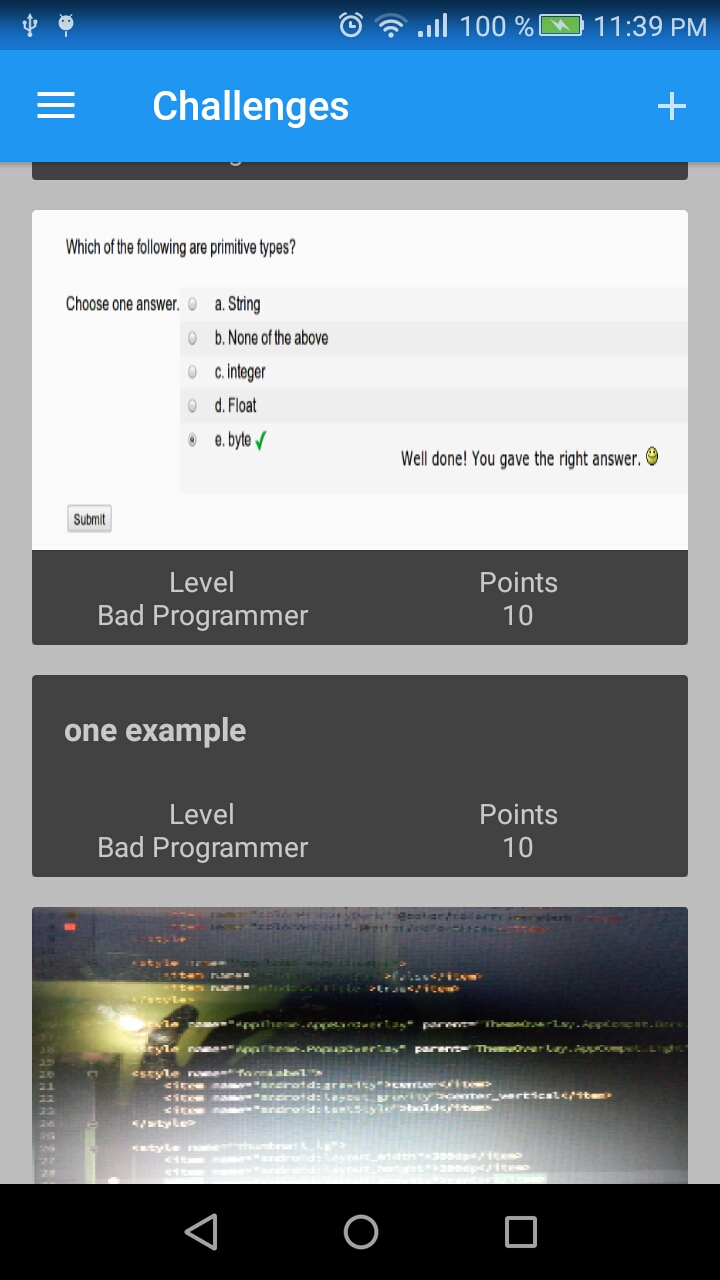 100 % 11:39 PM
Challenges
Which of the following are primitive types?
Choose one answer.
a. String
b. None of the above
c. integer
d. Float
e. byte
Well done! You gave the right answer.
Submit
Level Points
Bad Programmer 10
one example
Level Points
Bad Programmer 10
</style>
</style>
<style name="AppTheme.AppBarOverlay" parent="ThemeOverlay.AppCompat.Dark
<style name="AppTheme.PopupOverlay" parent="ThemeOverlay.AppCompat.Light"
<style name="formLabel">
<item name="android:gravity">center</item>
<item name="android:layout_gravity">center_vertical</item>
<item name="android:textStyle">bold</item>
</style>
<style name="thumbnail_lg">
<item name="android:layout_width">300dp</item>
<item name="android:layout_height">300dp</item>